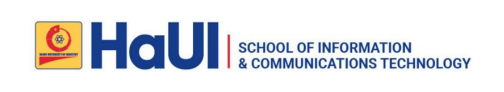 HaUI
SCHOOL OF INFORMATION
& COMMUNICATIONS TECHNOLOGY